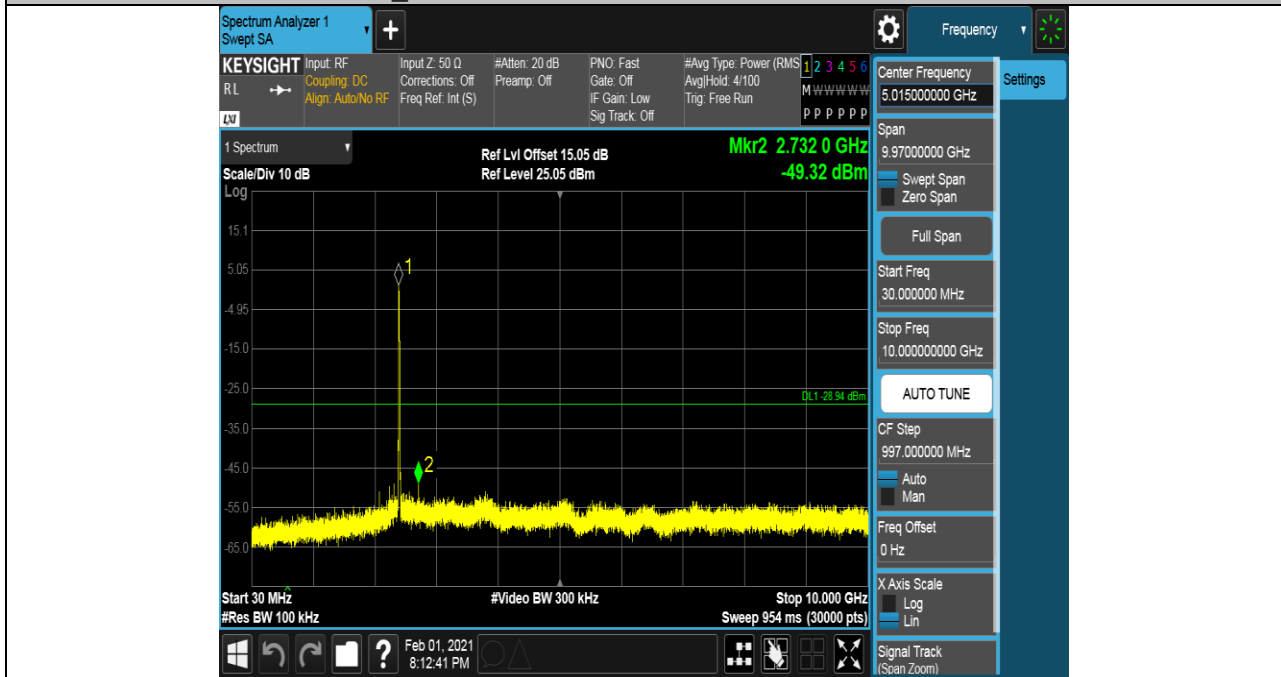 Spectrum Analyzer 1
Swept SA
+
Frequency
KEYSIGHT
RL
LXI
Input: RF
Coupling: DC
Align: Auto/No RF
Input Z: 50 Ω
Corrections: Off
Freq Ref: Int (S)
#Atten: 20 dB
Preamp: Off
PNO: Fast
Gate: Off
IF Gain: Low
Sig Track: Off
#Avg Type: Power (RMS
Avg|Hold: 4/100
Trig: Free Run
1 2 3 4 5 6
M W W W W W
P P P P P P
1 Spectrum
Scale/Div 10 dB
Log
Ref Lvl Offset 15.05 dB
Ref Level 25.05 dBm
Mkr2 2.732 0 GHz
-49.32 dBm
15.1
5.05
-4.95
-15.0
-25.0
-35.0
-45.0
-55.0
-65.0
1
2
DL1 -28.94 dBm
Start 30 MHz
#Res BW 100 kHz
#Video BW 300 kHz
Stop 10.000 GHz
Sweep 954 ms (30000 pts)
?
Feb 01, 2021
8:12:41 PM
Center Frequency
5.015000000 GHz
Settings
Span
9.97000000 GHz
Swept Span
Zero Span
Full Span
Start Freq
30.000000 MHz
Stop Freq
10.000000000 GHz
AUTO TUNE
CF Step
997.000000 MHz
Auto
Man
Freq Offset
0 Hz
X Axis Scale
Log
Lin
Signal Track
(Span Zoom)